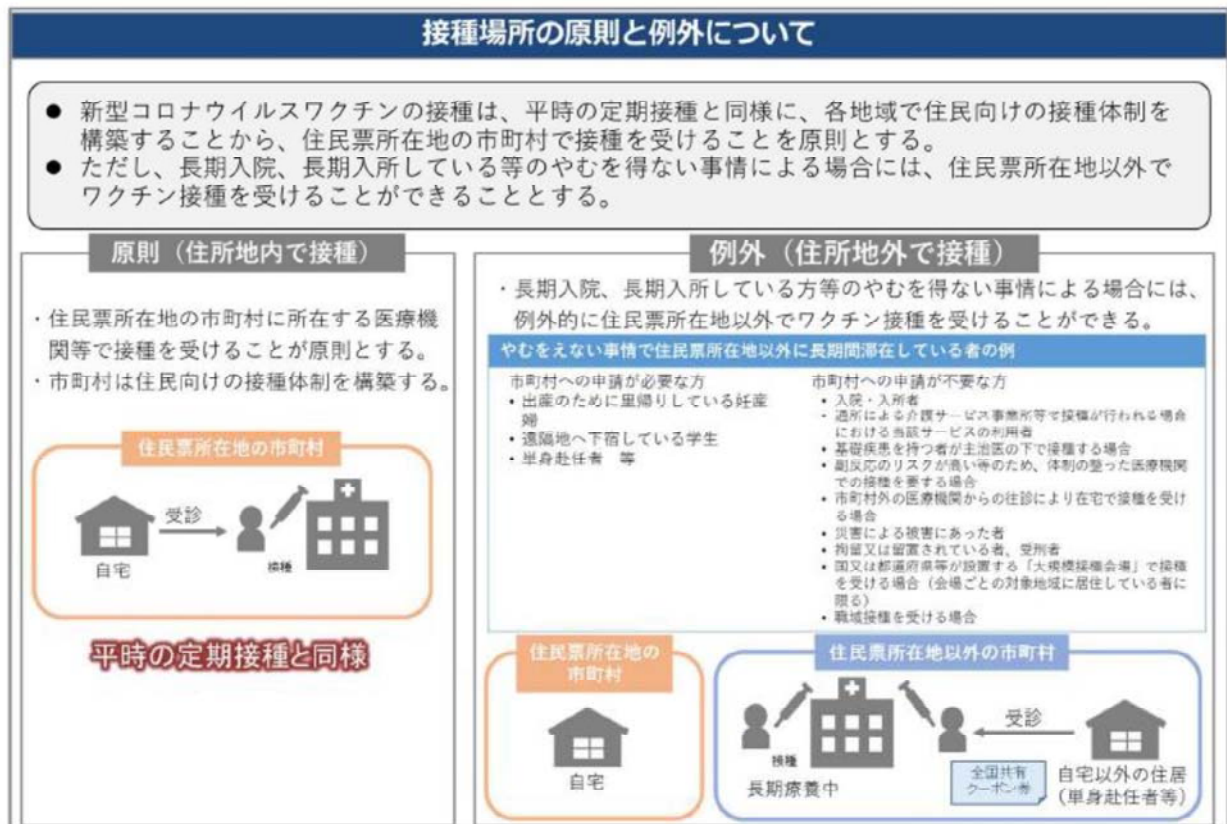 接種場所の原則と例外について
● 新型コロナウイルスワクチンの接種は、平時の定期接種と同様に、各地域で住民向けの接種体制を
構築することから、住民票所在地の市町村で接種を受けることを原則とする。
● ただし、長期入院、長期入所している等のやむを得ない事情による場合には、住民票所在地以外で
ワクチン接種を受けることができることとする。
原則（住所地内で接種）
・住民票所在地の市町村に所在する医療機
関等で接種を受けることが原則とする。
・市町村は住民向けの接種体制を構築する。
住民票所在地の市町村
受診
自宅
接種
平時の定期接種と同様
例外（住所地外で接種）
・長期入院、長期入所している方等のやむを得ない事情による場合には、
例外的に住民票所在地以外でワクチン接種を受けることができる。
やむをえない事情で住民票所在地以外に長期間滞在している者の例
市町村への申請が必要な方
• 出産のために里帰りしている妊産
婦
• 遠隔地へ下宿している学生
• 単身赴任者　等
市町村への申請が不要な方
• 入院・入所者
• 通所による介護サービス事業所等で接種が行われる場合
における当該サービスの利用者
• 基礎疾患を持つ者が主治医の下で接種する場合
• 副反応のリスクが高い等のため、体制の整った医療機関
での接種を要する場合
• 市町村外の医療機関からの往診により在宅で接種を受け
る場合
• 災害による被害にあった者
• 拘留又は留置されている者、受刑者
• 国又は都道府県等が設置する「大規模接種会場」で接種
を受ける場合（会場ごとの対象地域に居住している者に
限る）
• 職域接種を受ける場合
住民票所在地の
市町村
自宅
住民票所在地以外の市町村
接種
長期療養中
受診
全国共有
クーポン券
自宅以外の住居
（単身赴任者等）